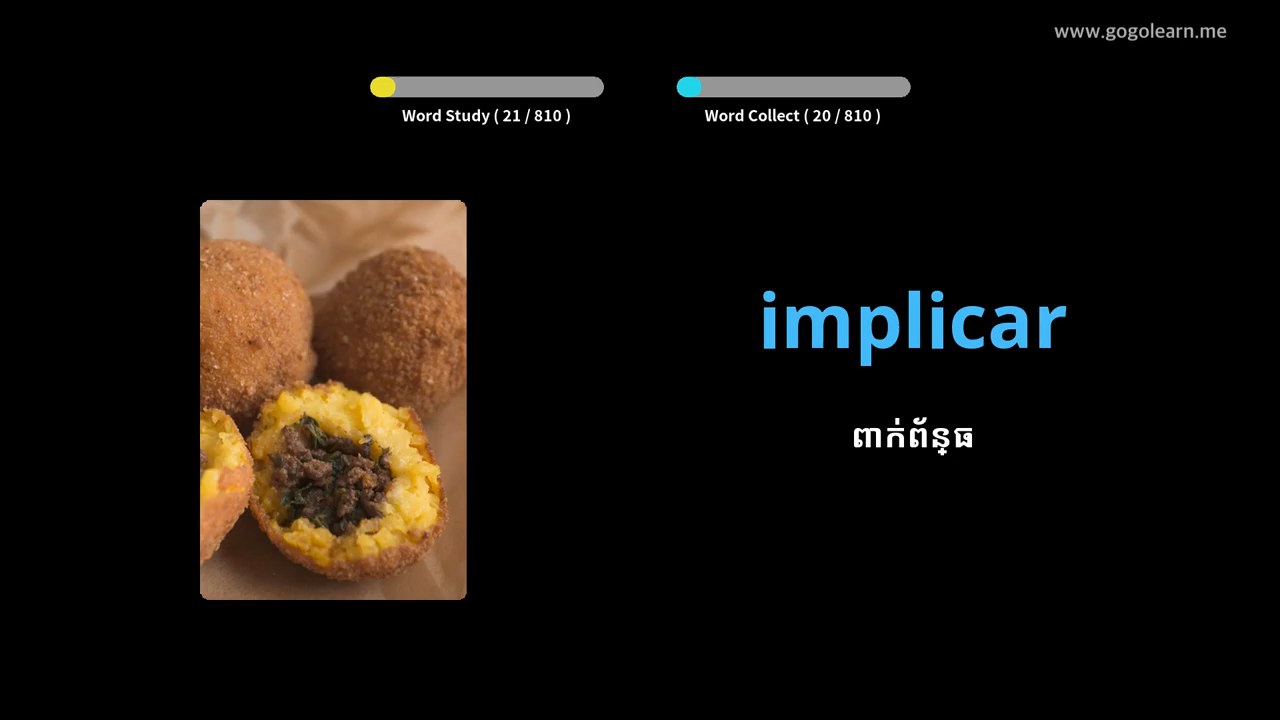 www.gogolearn.me
Word Study ( 21 / 810 )
Word Collect ( 20 / 810 )
implicar
ពាក់ព័ន្ធ